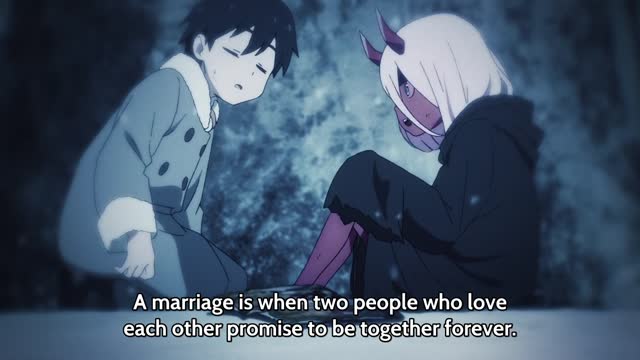 A marriage is when two people who love
each other promise to be together forever.